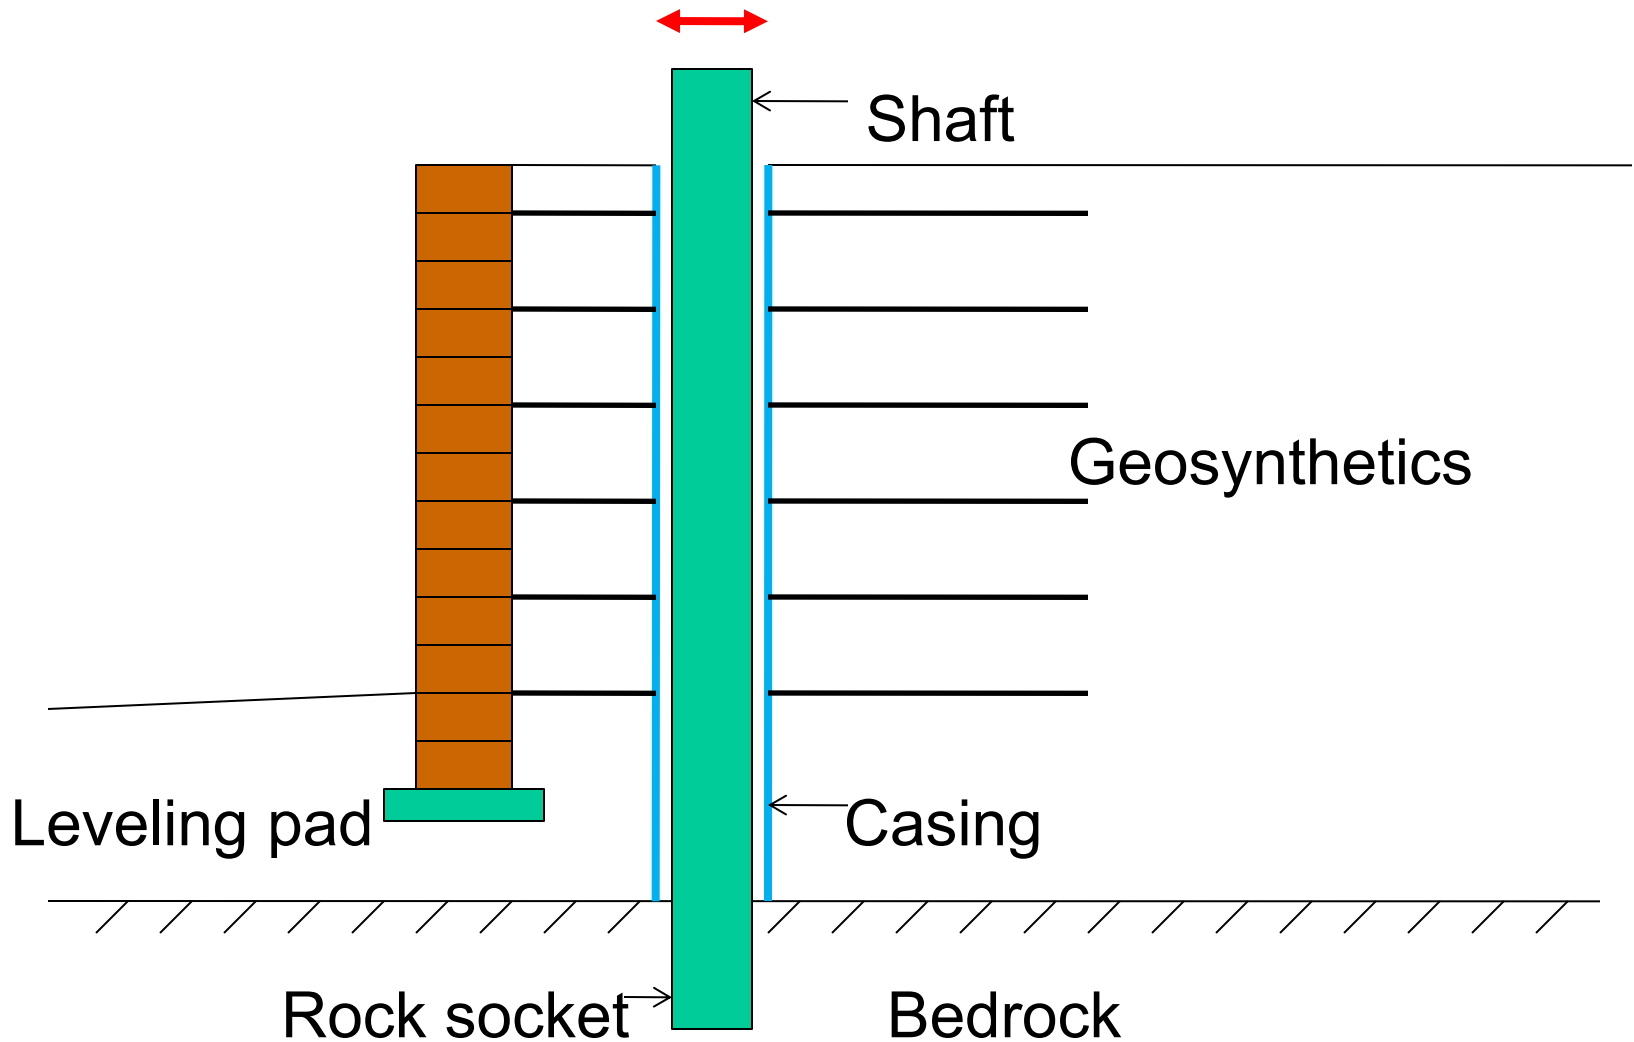 Shaft
Geosynthetics
Leveling pad
Casing
Rock socket
Bedrock